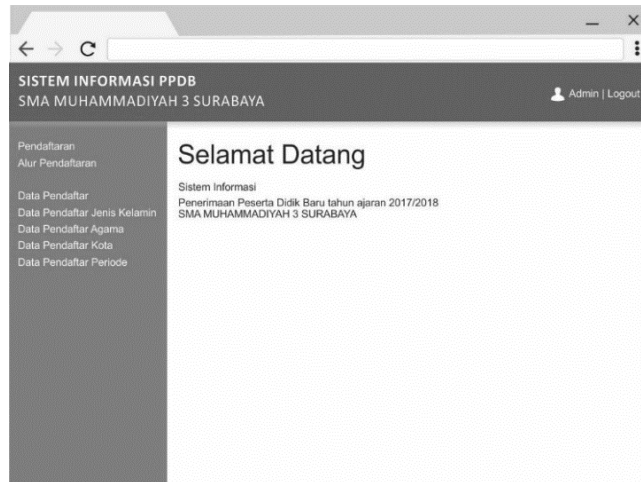 SISTEM INFORMASI PPDB
SMA MUHAMMADIYAH 3 SURABAYA
Admin | Logout
Pendaftaran
Alur Pendaftaran
Data Pendaftar
Data Pendaftar Jenis Kelamin
Data Pendaftar Agama
Data Pendaftar Kota
Data Pendaftar Periode
Selamat Datang
Sistem Informasi
Penerimaan Peserta Didik Baru tahun ajaran 2017/2018
SMA MUHAMMADIYAH 3 SURABAYA